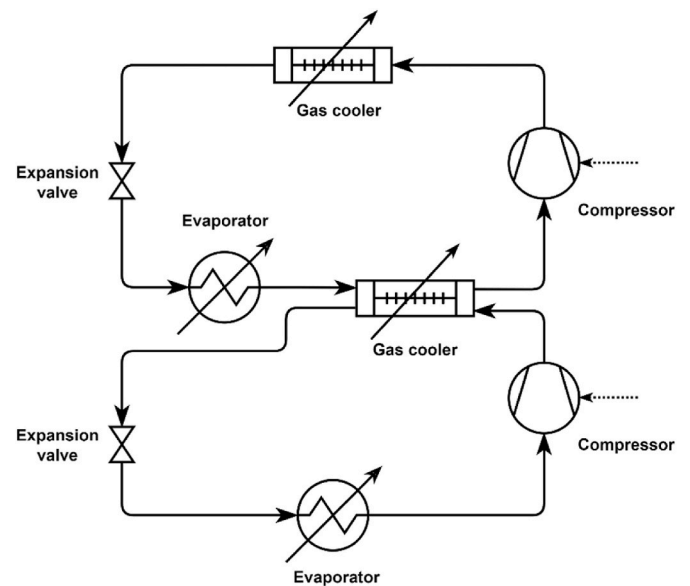 Gas cooler
Expansion
valve
Compressor
Evaporator
Gas cooler
Expansion
valve
Compressor
Evaporator